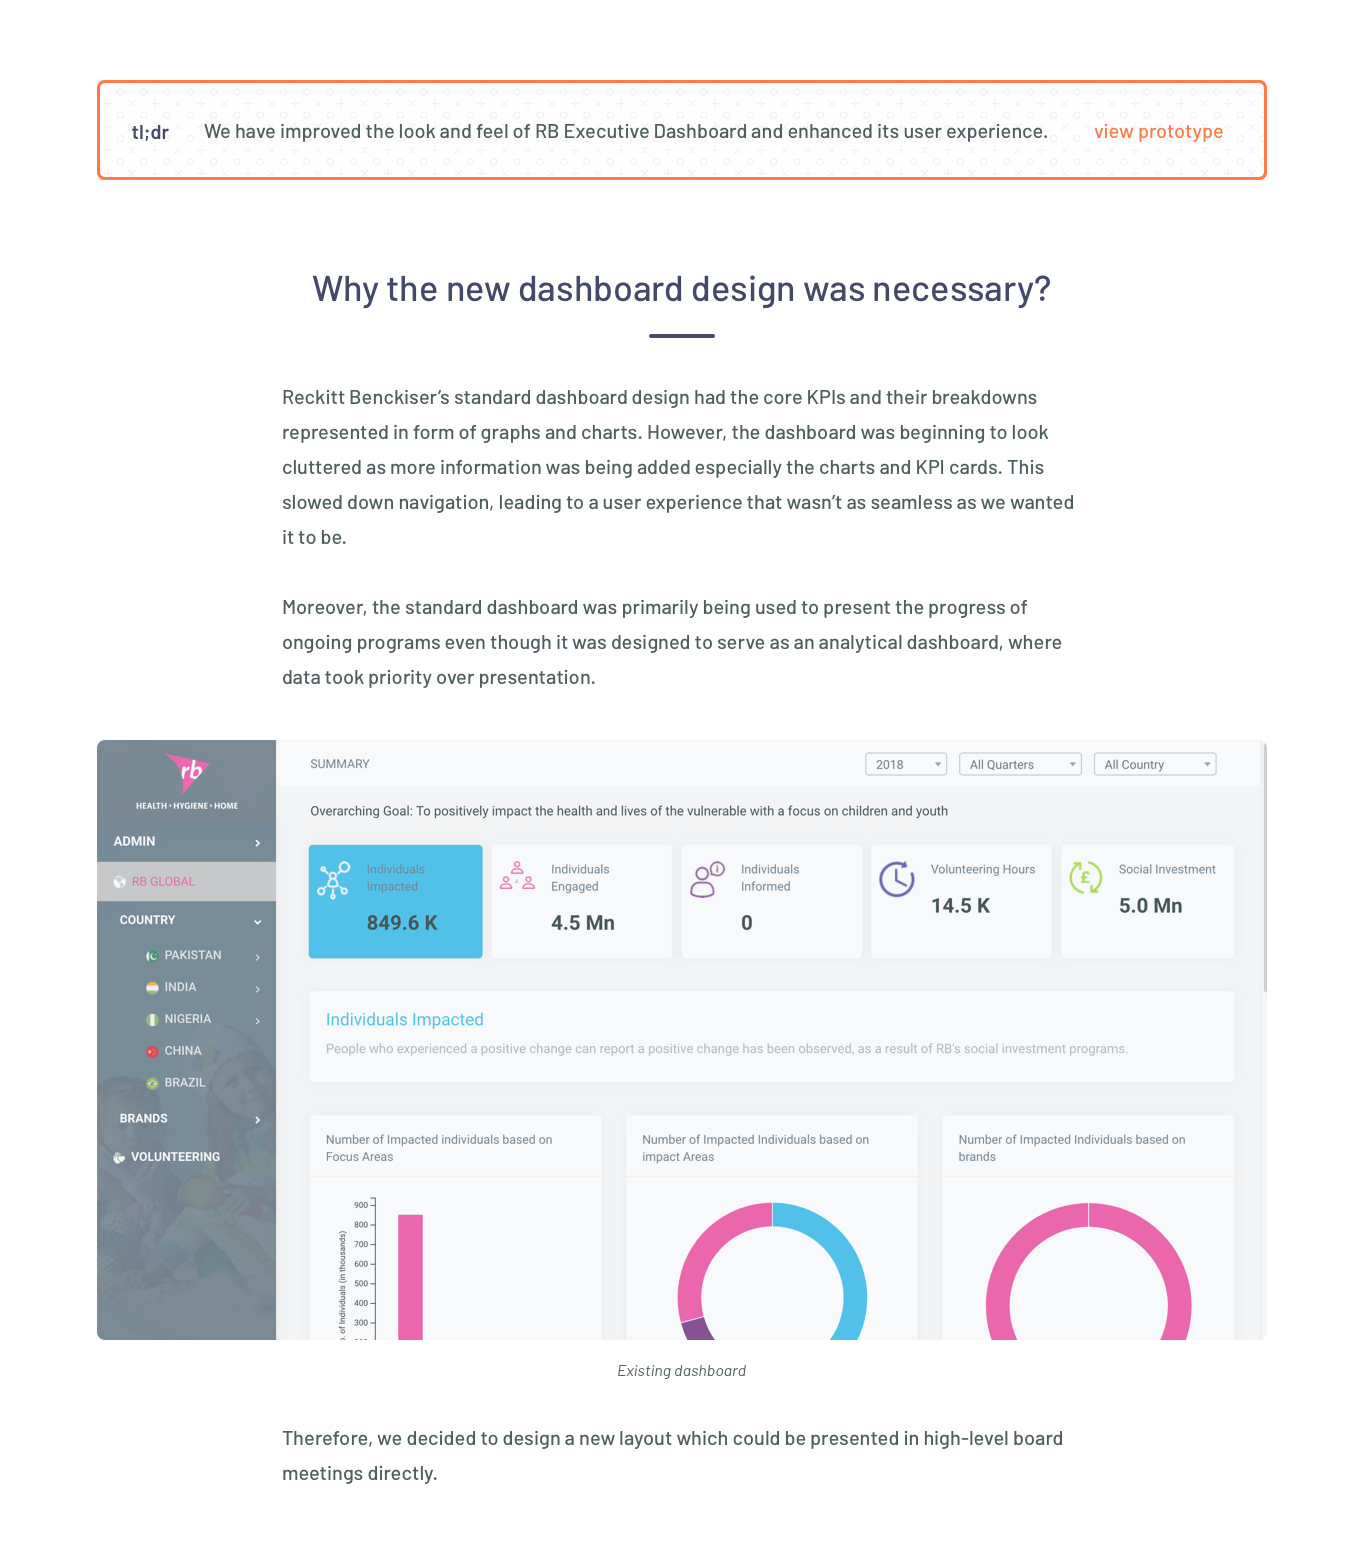 tl;dr
We have improved the look and feel of RB Executive Dashboard and enhanced its user experience.
view prototype
Why the new dashboard design was necessary?
Reckitt Benckiser’s standard dashboard design had the core KPIs and their breakdowns
represented in form of graphs and charts. However, the dashboard was beginning to look
cluttered as more information was being added especially the charts and KPI cards. This
slowed down navigation, leading to a user experience that wasn’t as seamless as we wanted
it to be.
Moreover, the standard dashboard was primarily being used to present the progress of
ongoing programs even though it was designed to serve as an analytical dashboard, where
data took priority over presentation.
rb
HEALTH • HYGIENE • HOME
ADMIN
RB GLOBAL
COUNTRY
PAKISTAN
INDIA
NIGERIA
CHINA
BRAZIL
BRANDS
VOLUNTEERING
SUMMARY
2018
All Quarters
All Country
Overarching Goal: To positively impact the health and lives of the vulnerable with a focus on children and youth
Individuals
Impacted
849.6 K
Individuals
Engaged
4.5 Mn
Individuals
Informed
0
Volunteering Hours
14.5 K
£
Social Investment
5.0 Mn
Individuals Impacted
People who experienced a positive change can report a positive change has been observed, as a result of RB's social investment programs.
Number of Impacted individuals based on
Focus Areas
900
800
700
600
500
400
300
of Individuals (in thousands)
Number of Impacted Individuals based on
impact Areas
Number of Impacted Individuals based on
brands
Existing dashboard
Therefore, we decided to design a new layout which could be presented in high-level board
meetings directly.